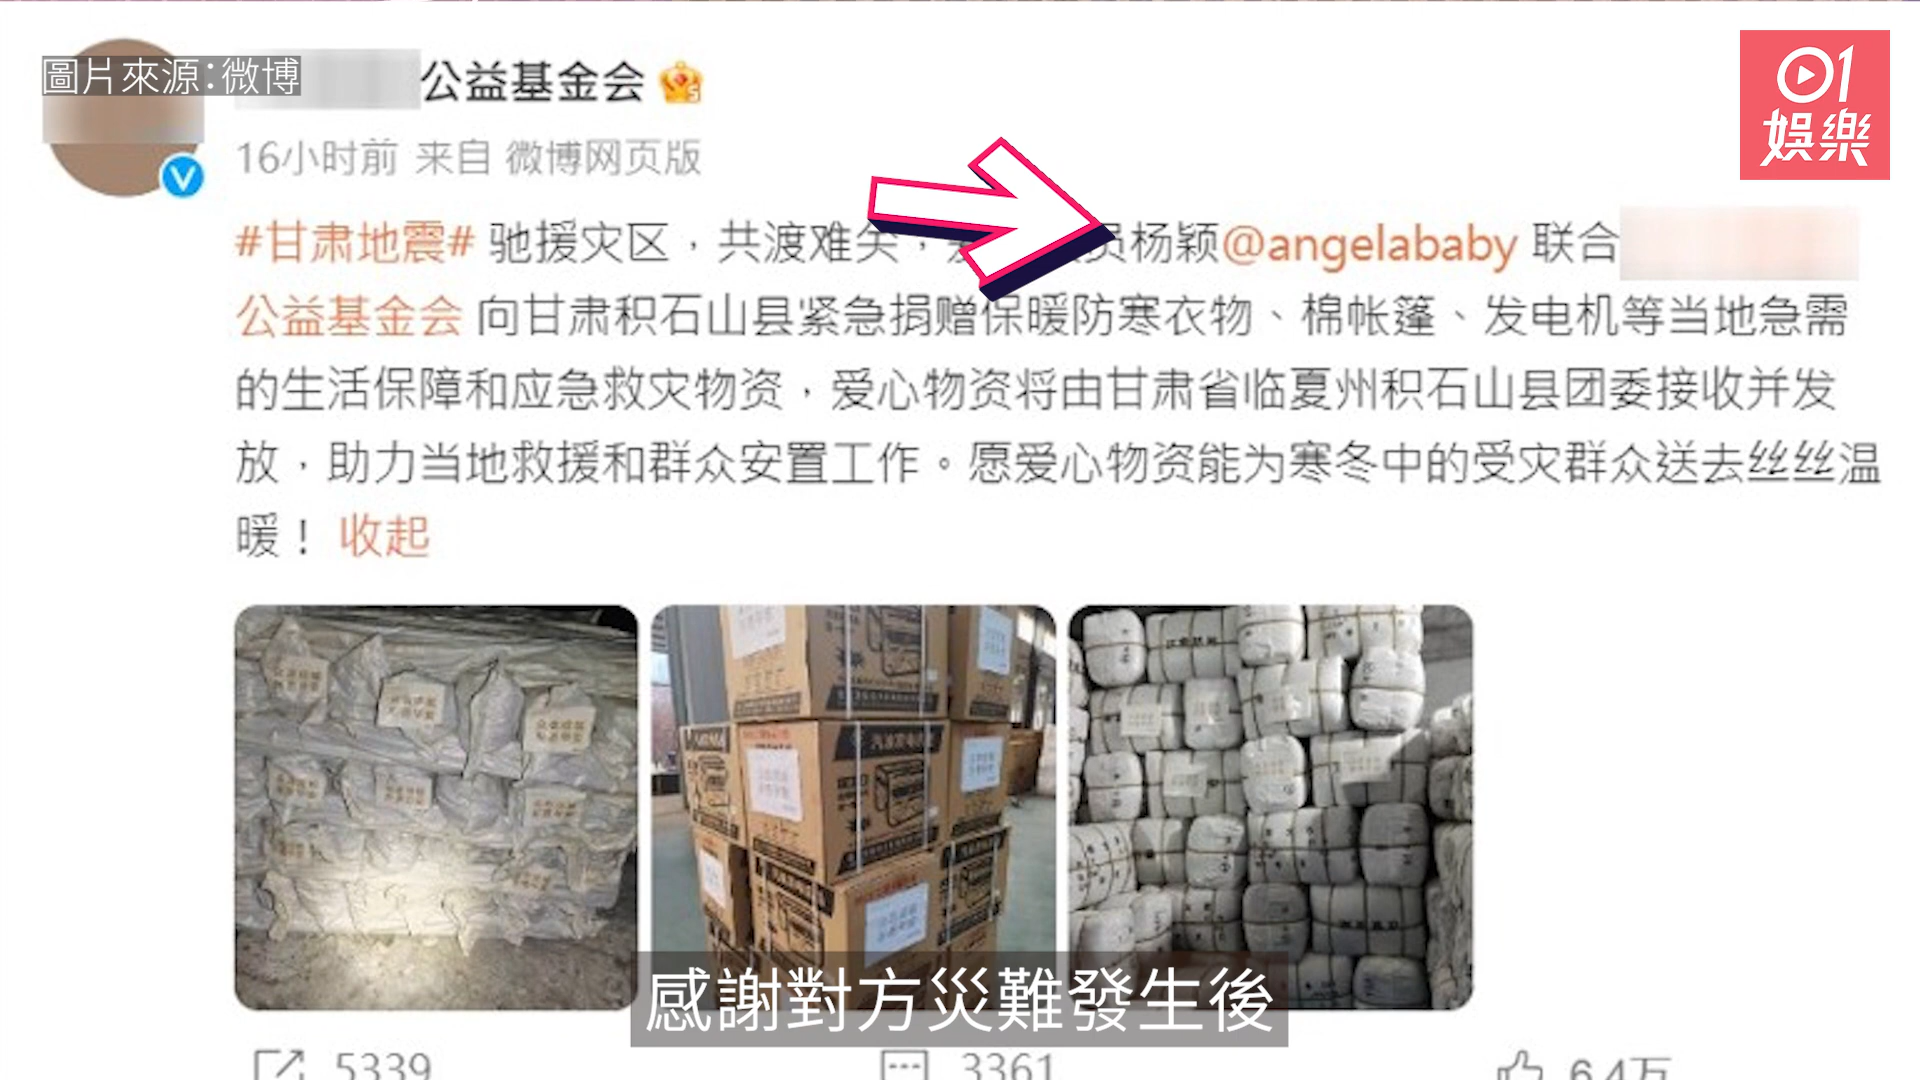 圖片來源:微博
公益基金会
01
娛樂
16小时前 来自 微博网页版
#甘肃地震# 驰援灾区，共渡难关， 员杨颖@angelababy 联合
公益基金会 向甘肃积石山县紧急捐赠保暖防寒衣物、棉帐篷、发电机等当地急需
的生活保障和应急救灾物资，爱心物资将由甘肃省临夏州积石山县团委接收并发
放，助力当地救援和群众安置工作。愿爱心物资能为寒冬中的受灾群众送去丝丝温
暖！ 收起
感謝對方災難發生後
5339
3361
6.4万